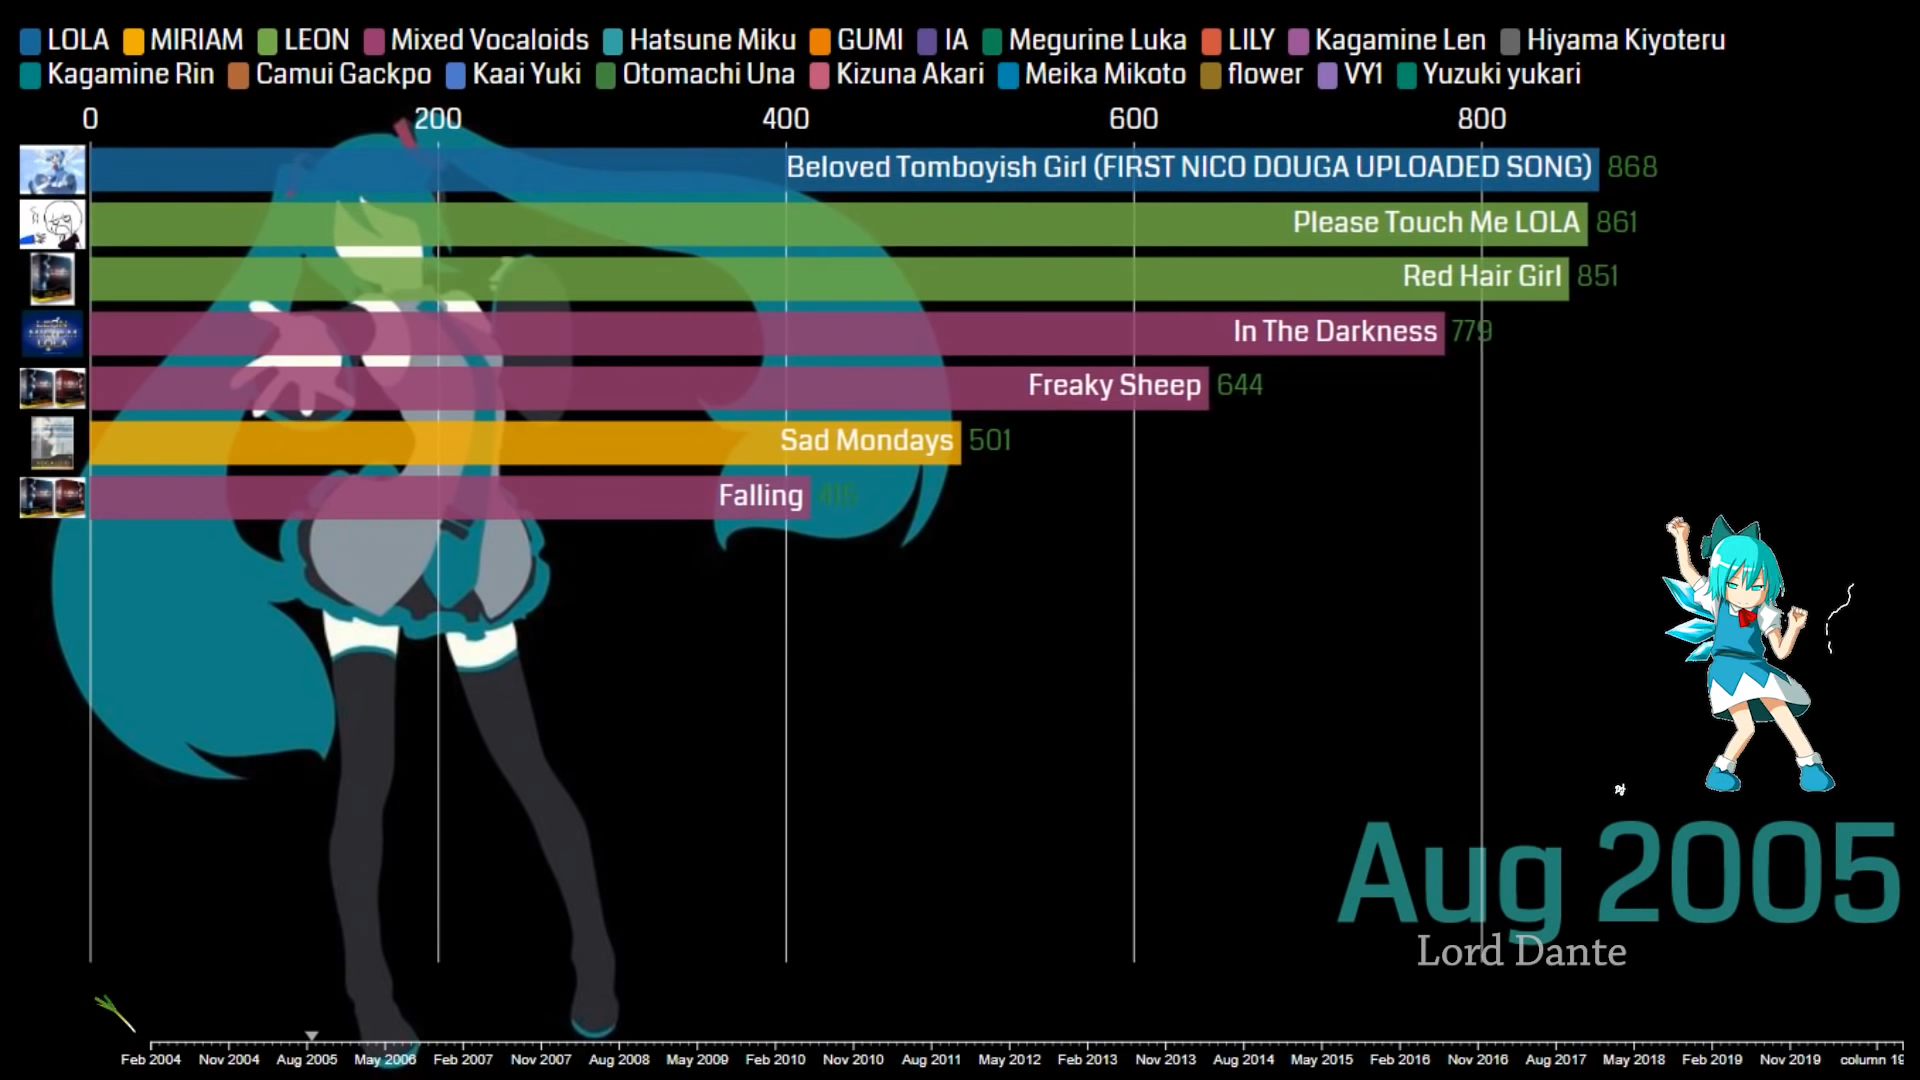 LOLA MIRIAM LEON Mixed Vocaloids Hatsune Miku GUMI IA Megurine Luka LILY Kagamine Len Hiyama Kiyoteru
Kagamine Rin Camui Gackpo Kaai Yuki Otomachi Una Kizuna Akari Meika Mikoto flower VY1 Yuzuki yukari
0 200 400 600 800
Beloved Tomboyish Girl (FIRST NICO DOUGA UPLOADED SONG) 868
Please Touch Me LOLA 861
Red Hair Girl 851
LEON
MIRIAM
LOLA
In The Darkness 779
Freaky Sheep 644
Sad Mondays 501
Falling
Aug 2005
Lord Dante
Feb 2004 Nov 2004 Aug 2005 May 2006 Feb 2007 Nov 2007 Aug 2008 May 2009 Feb 2010 Nov 2010 Aug 2011 May 2012 Feb 2013 Nov 2013 Aug 2014 May 2015 Feb 2016 Nov 2016 Aug 2017 May 2018 Feb 2019 Nov 2019 column 19